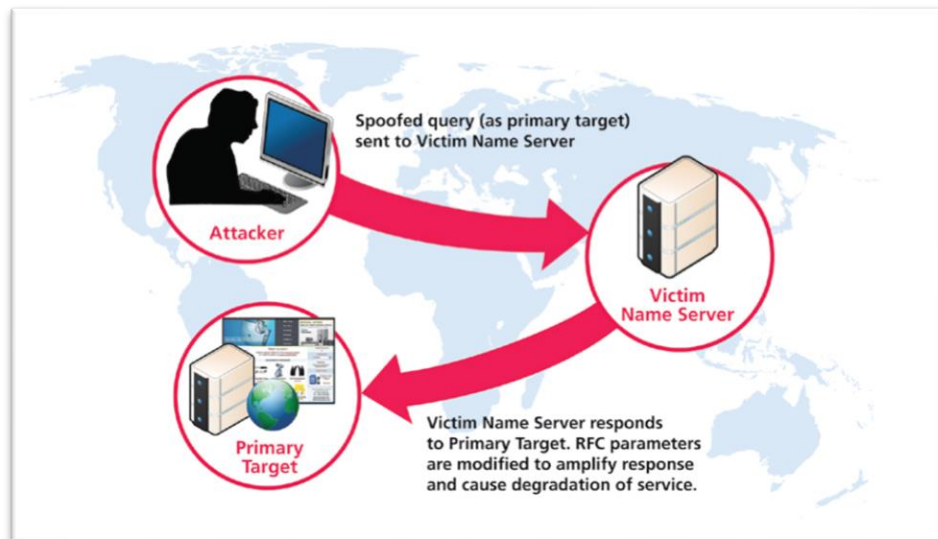 Spoofed query (as primary target)
sent to Victim Name Server
Attacker
Victim
Name Server
Primary
Target
Victim Name Server responds
to Primary Target. RFC parameters
are modified to amplify response
and cause degradation of service.